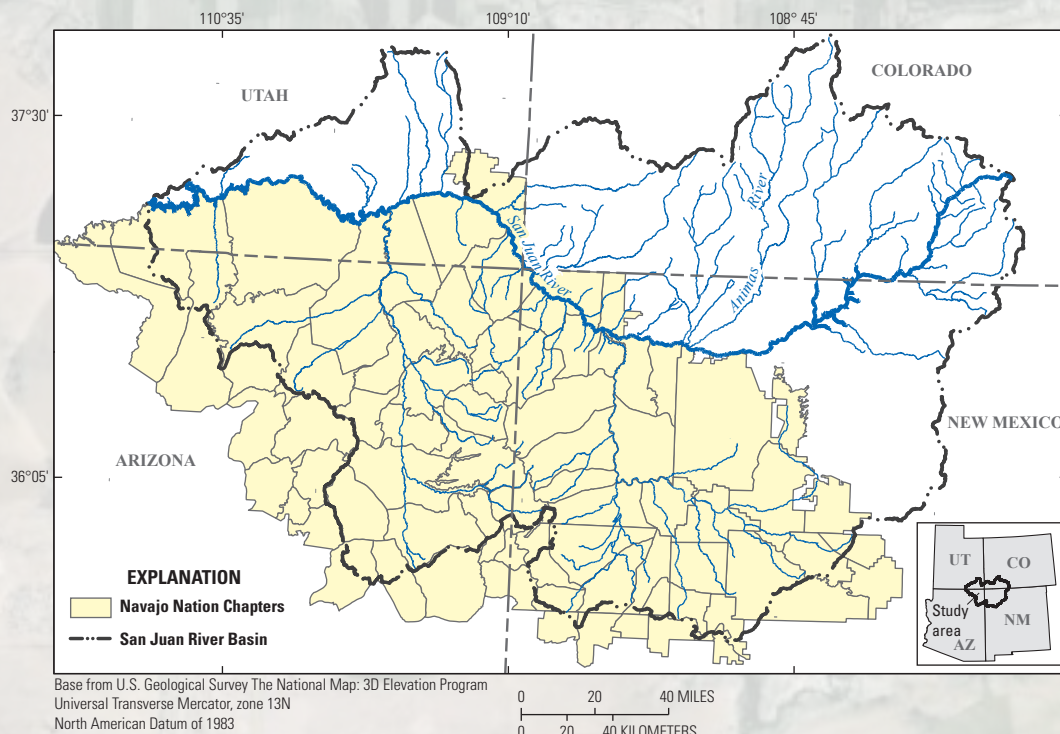 110°35' 109°10' 108°45'
COLORADO
UTAH
37°30'
River
San Juan River
Animas
NEW MEXICO
ARIZONA
36°05'
EXPLANATION
Navajo Nation Chapters
San Juan River Basin
UT CO
Study
area
NM
AZ
Base from U.S. Geological Survey The National Map: 3D Elevation Program
Universal Transverse Mercator, zone 13N
North American Datum of 1983
0 20 40 MILES
0 20 40 KILOMETERS